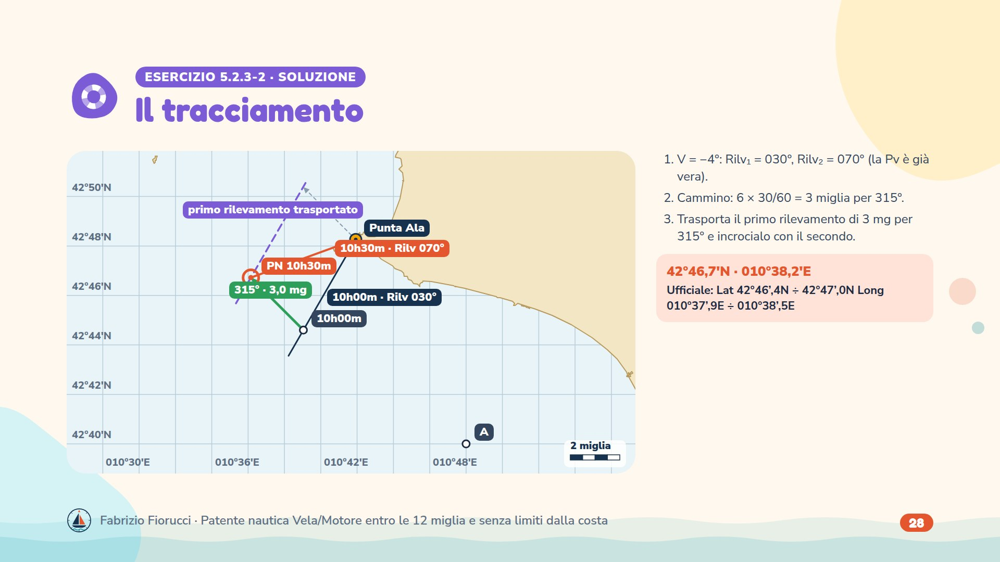 ESERCIZIO 5.2.3-2 · SOLUZIONE
Il tracciamento
42°50'N
42°48'N
42°46'N
42°44'N
42°42'N
42°40'N
010°30'E
010°36'E
010°42'E
010°48'E
primo rilevamento trasportato
Punta Ala
10h30m · Rilv 070°
PN 10h30m
315° · 3,0 mg
10h00m · Rilv 030°
10h00m
A
2 miglia
1. V = −4°: Rilv₁ = 030°, Rilv₂ = 070° (la Pv è già
vera).
2. Cammino: 6 × 30/60 = 3 miglia per 315°.
3. Trasporta il primo rilevamento di 3 mg per
315° e incrocialo con il secondo.
42°46,7'N · 010°38,2'E
Ufficiale: Lat 42°46’,4N ÷ 42°47’,0N Long
010°37’,9E ÷ 010°38’,5E
Fabrizio Fiorucci · Patente nautica Vela/Motore entro le 12 miglia e senza limiti dalla costa
28